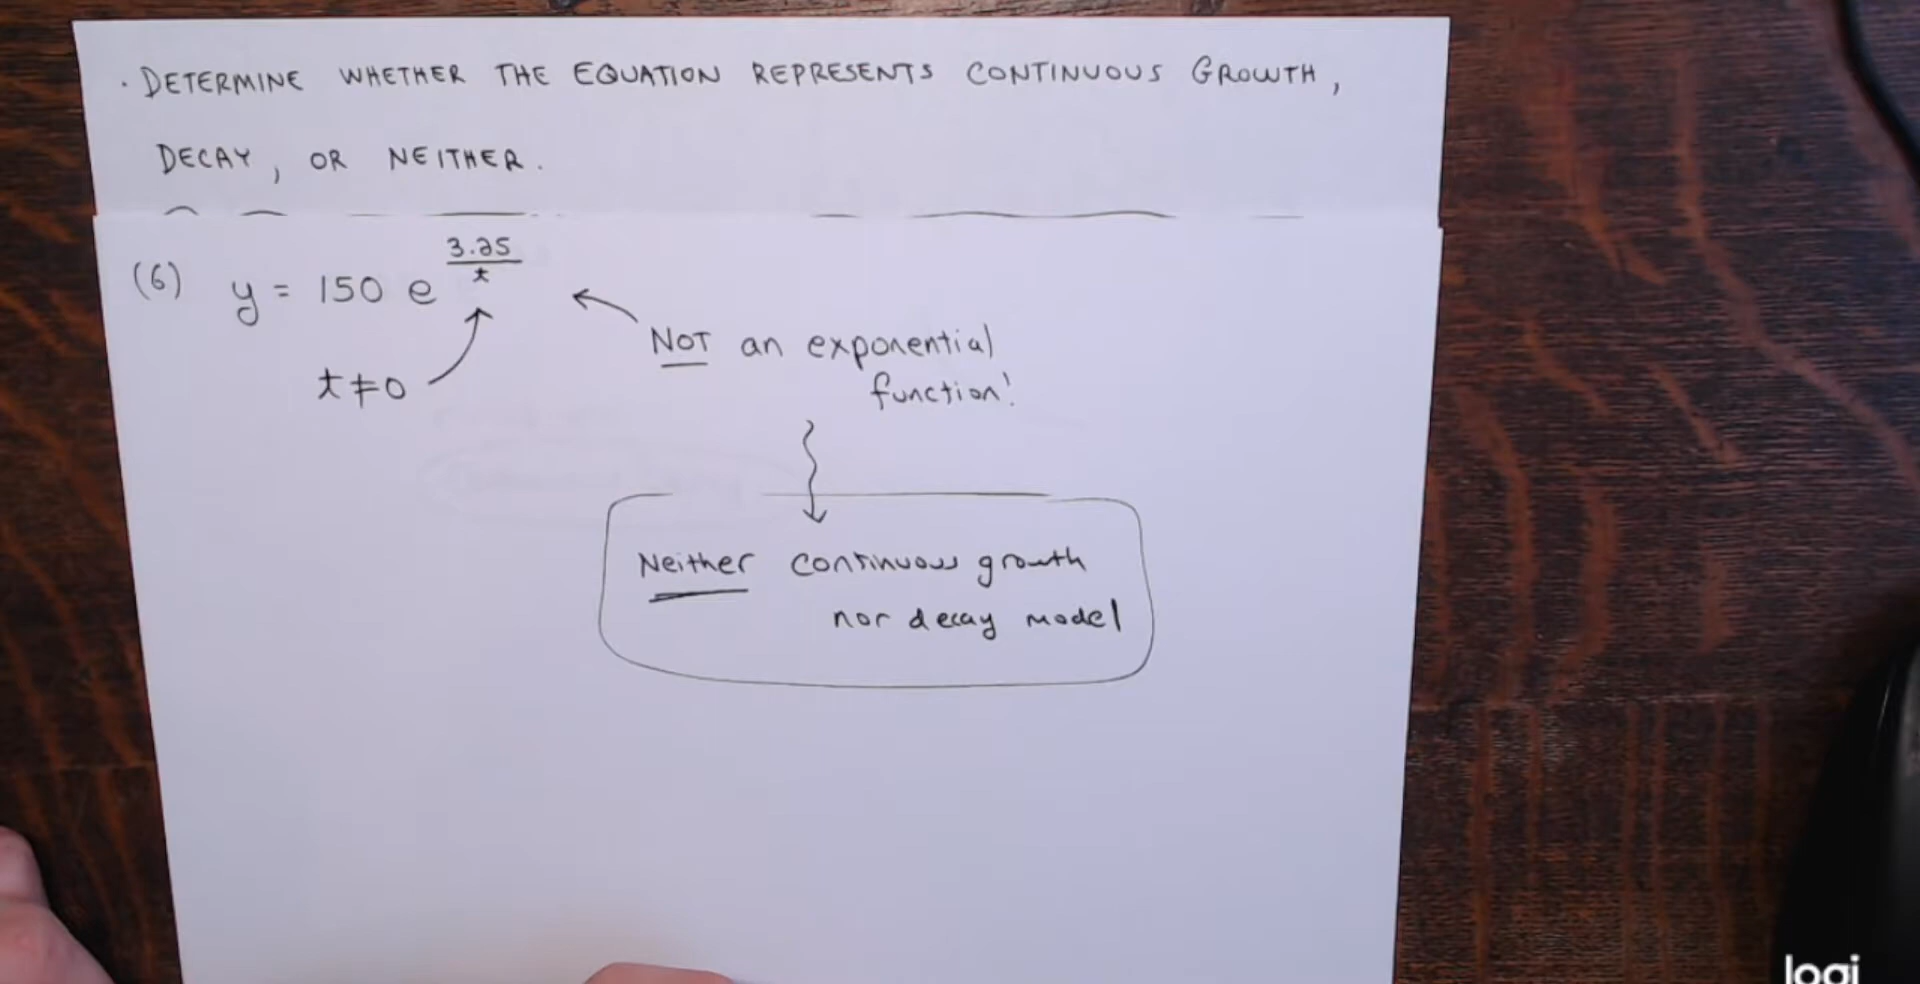 · DETERMINE WHETHER THE EQUATION REPRESENTS CONTINUOUS GROWTH,
DECAY, OR NEITHER.
(6) y = 150 e^(3.25/t)
t ≠ 0
NOT an exponential
function!
Neither continuous growth
nor decay model
logi